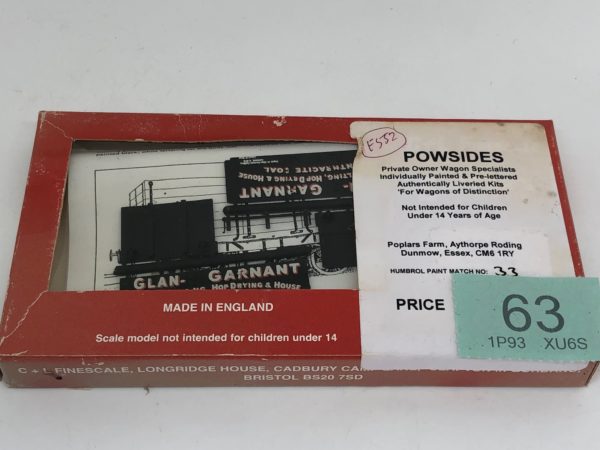 E552
POWSIDES
Private Owner Wagon Specialists
Individually Painted & Pre-lettered
Authentically Liveried Kits
'For Wagons of Distinction'
Not Intended for Children
Under 14 Years of Age
Poplars Farm, Aythorpe Roding
Dunmow, Essex, CM6 1RY
HUMBROL PAINT MATCH NO: 33
PRICE
63
1P93 XU6S
GARNANT
HOP DRYING & HOUSE
ANTHRACITE COAL
GLAN- GARNANT
HOP DRYING & HOUSE
MADE IN ENGLAND
Scale model not intended for children under 14
C + L FINESCALE, LONGRIDGE HOUSE, CADBURY
BRISTOL BS20 7SD